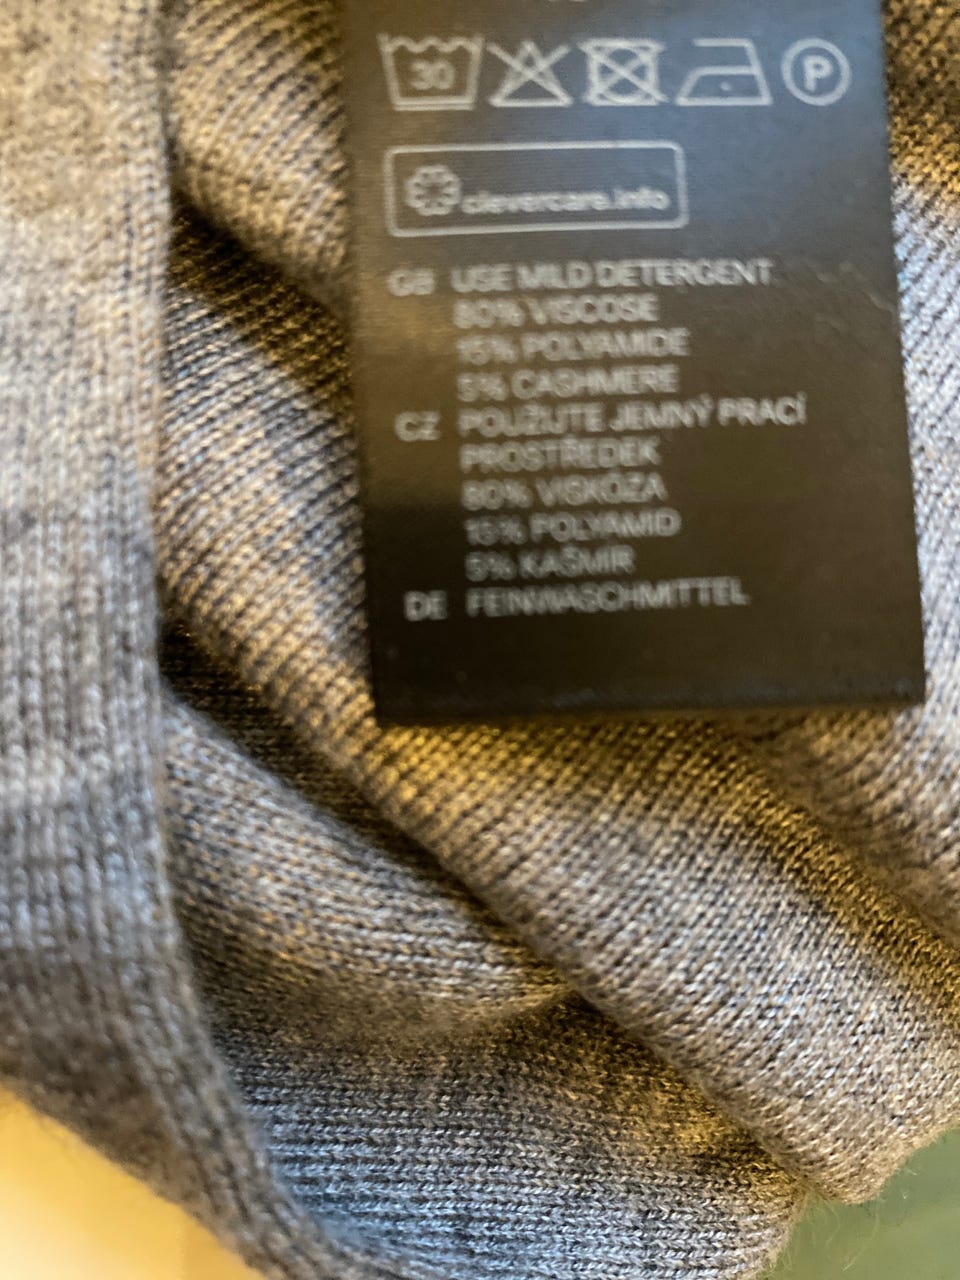 30 P
clevercare.info
GB USE MILD DETERGENT
80% VISCOSE
15% POLYAMIDE
5% CASHMERE
CZ POUŽIJTE JEMNÝ PRACÍ
PROSTŘEDEK
80% VISKÓZA
15% POLYAMID
5% KAŠMÍR
DE FEINWASCHMITTEL